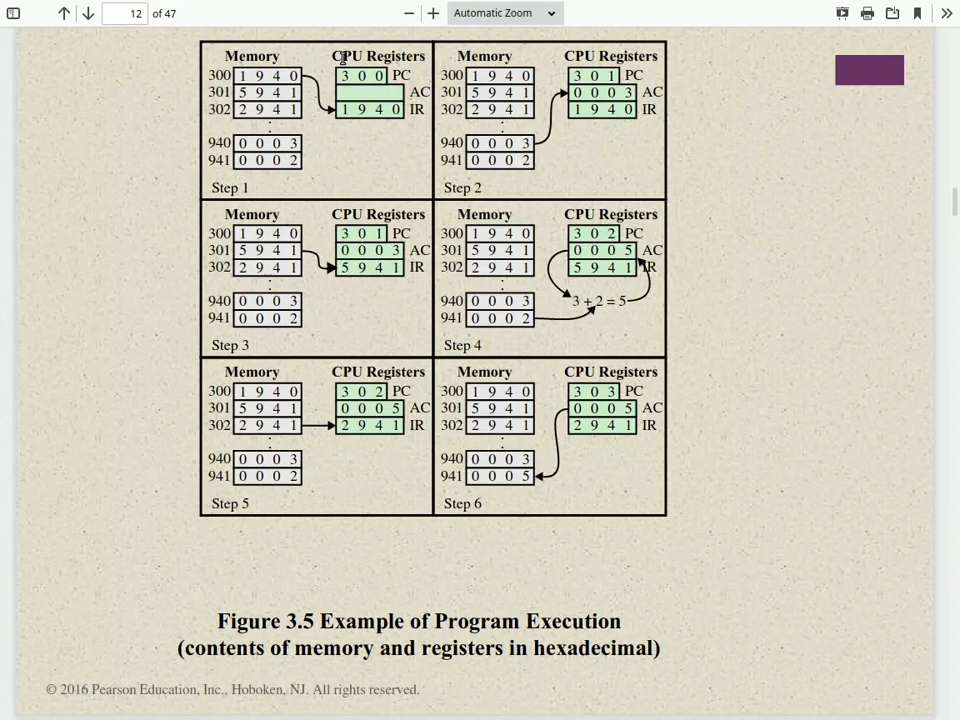 12 of 47
Automatic Zoom
Memory CPU Registers
300 1 9 4 0 3 0 0 PC
301 5 9 4 1 AC
302 2 9 4 1 1 9 4 0 IR
940 0 0 0 3
941 0 0 0 2
Step 1
Memory CPU Registers
300 1 9 4 0 3 0 1 PC
301 5 9 4 1 0 0 0 3 AC
302 2 9 4 1 1 9 4 0 IR
940 0 0 0 3
941 0 0 0 2
Step 2
Memory CPU Registers
300 1 9 4 0 3 0 1 PC
301 5 9 4 1 0 0 0 3 AC
302 2 9 4 1 5 9 4 1 IR
940 0 0 0 3
941 0 0 0 2
Step 3
Memory CPU Registers
300 1 9 4 0 3 0 2 PC
301 5 9 4 1 0 0 0 5 AC
302 2 9 4 1 5 9 4 1 IR
940 0 0 0 3 3 + 2 = 5
941 0 0 0 2
Step 4
Memory CPU Registers
300 1 9 4 0 3 0 2 PC
301 5 9 4 1 0 0 0 5 AC
302 2 9 4 1 2 9 4 1 IR
940 0 0 0 3
941 0 0 0 2
Step 5
Memory CPU Registers
300 1 9 4 0 3 0 3 PC
301 5 9 4 1 0 0 0 5 AC
302 2 9 4 1 2 9 4 1 IR
940 0 0 0 3
941 0 0 0 5
Step 6
Figure 3.5 Example of Program Execution
(contents of memory and registers in hexadecimal)
© 2016 Pearson Education, Inc., Hoboken, NJ. All rights reserved.